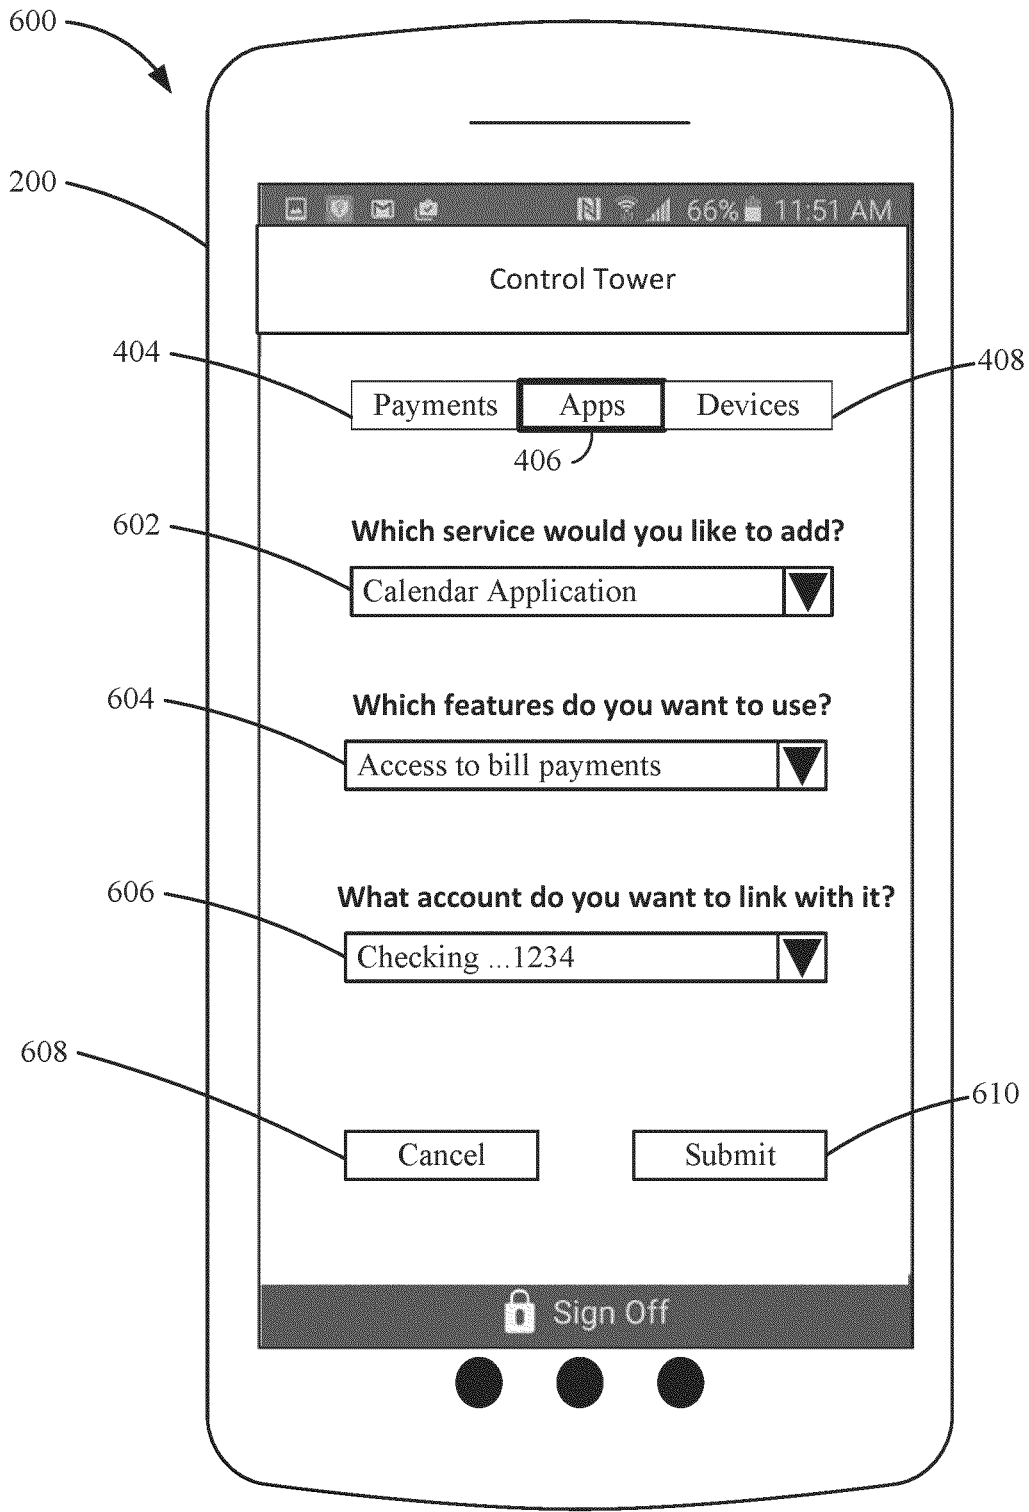 600
200
66% 11:51 AM
Control Tower
404
408
Payments Apps Devices
406
602
Which service would you like to add?
Calendar Application
604
Which features do you want to use?
Access to bill payments
606
What account do you want to link with it?
Checking ...1234
608
610
Cancel Submit
Sign Off